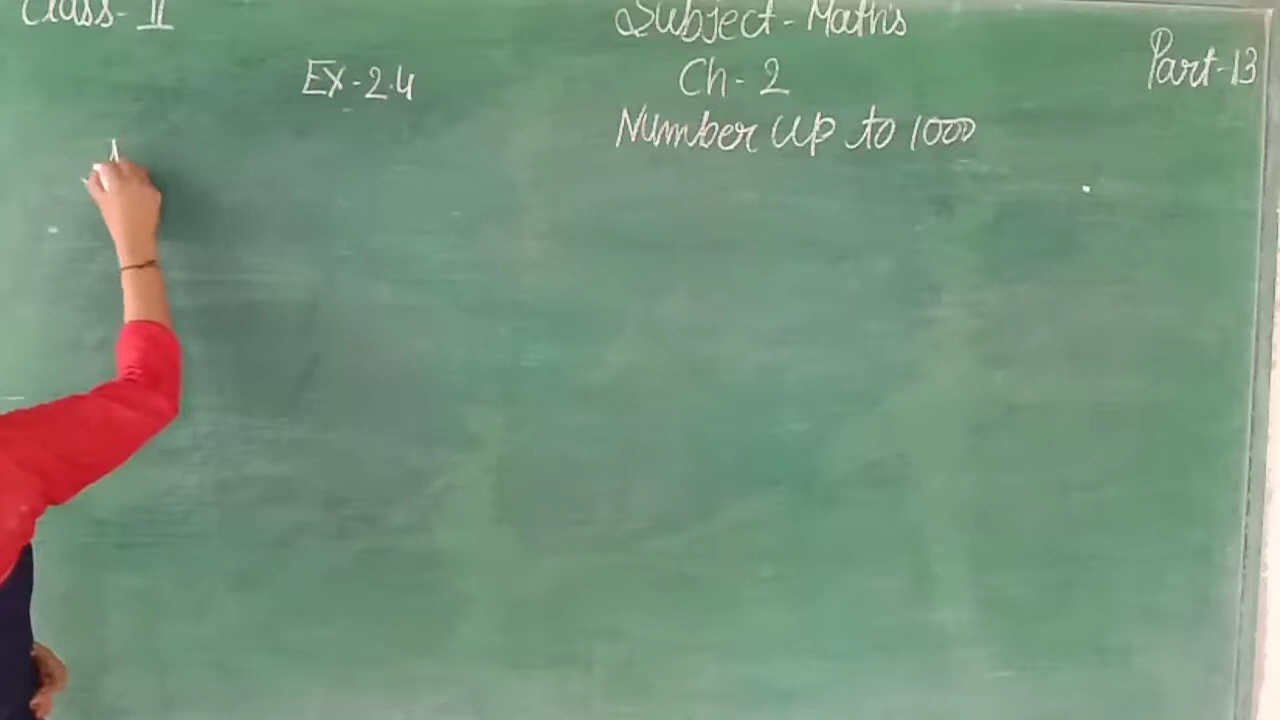 Class- II
Subject - Maths
Part-13
Ex-2.4
Ch- 2
Number up to 1000